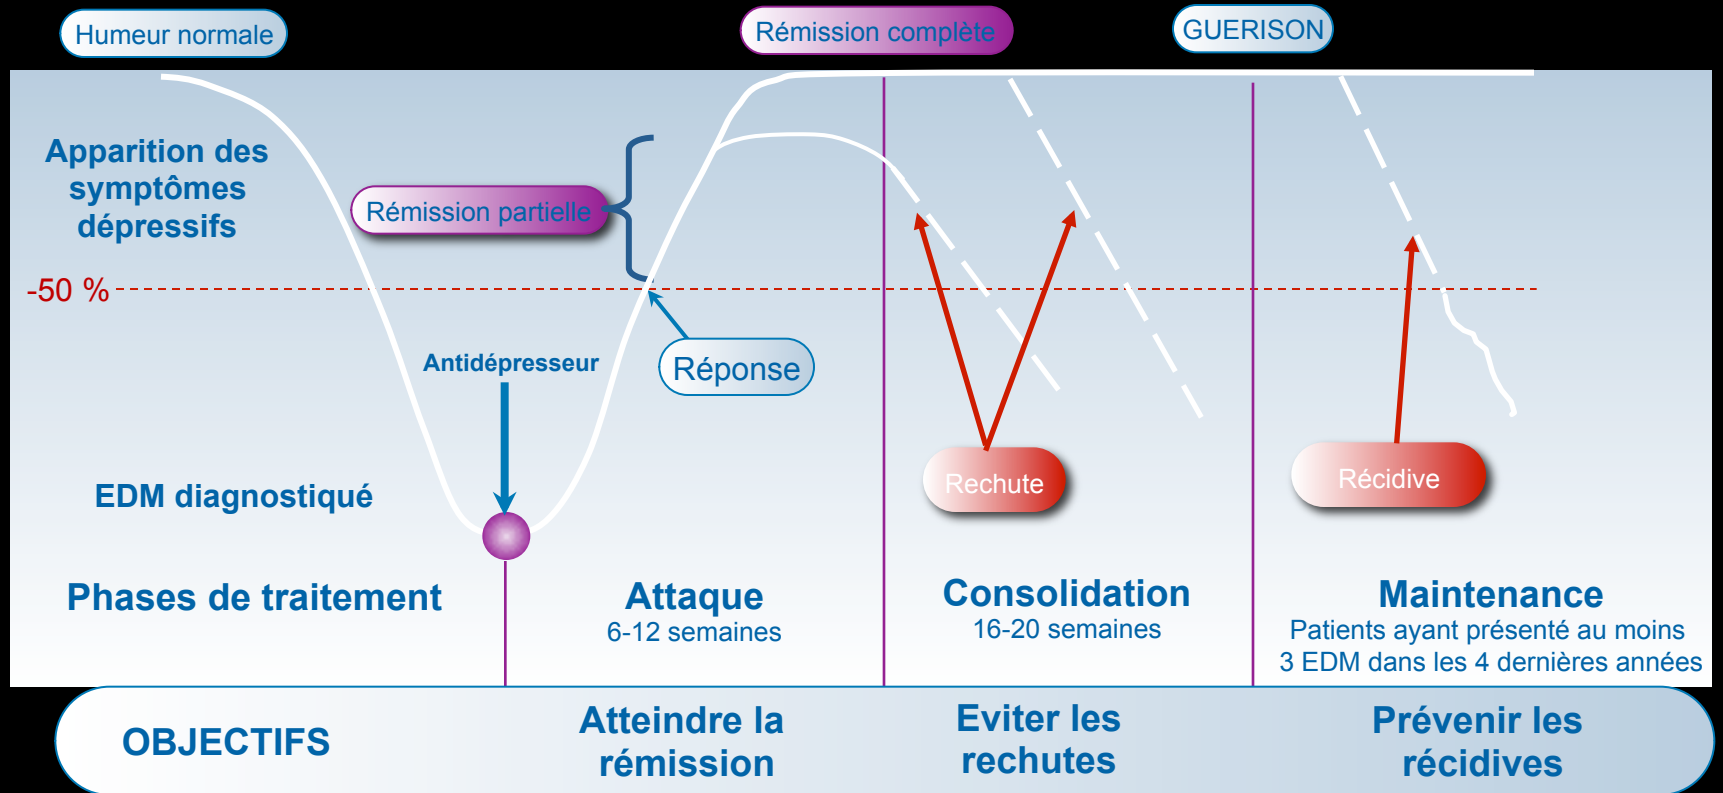 Humeur normale
Rémission complète
GUERISON
Apparition des
symptômes
dépressifs
Rémission partielle
-50 %
Antidépresseur
Réponse
EDM diagnostiqué
Rechute
Récidive
Phases de traitement
Attaque
6-12 semaines
Consolidation
16-20 semaines
Maintenance
Patients ayant présenté au moins
3 EDM dans les 4 dernières années
OBJECTIFS
Atteindre la
rémission
Eviter les
rechutes
Prévenir les
récidives